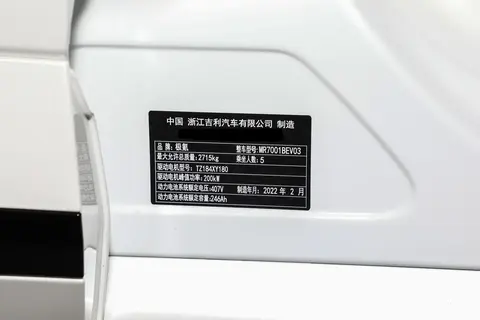 中国 浙江吉利汽车有限公司 制造
品牌:极氪 整车型号:MR7001BEV03
最大允许总质量:2715kg 乘坐人数:5
驱动电机型号:TZ184XY180
驱动电机峰值功率:200kW
动力电池系统额定电压:407V 制造年月:2022 年 2 月
动力电池系统额定容量:246Ah